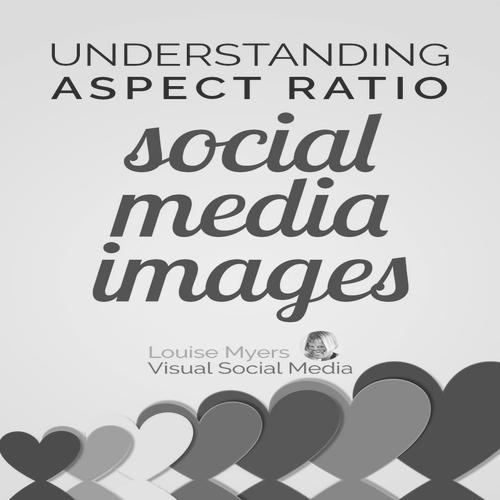 UNDERSTANDING
ASPECT RATIO
social
media
images
Louise Myers
Visual Social Media